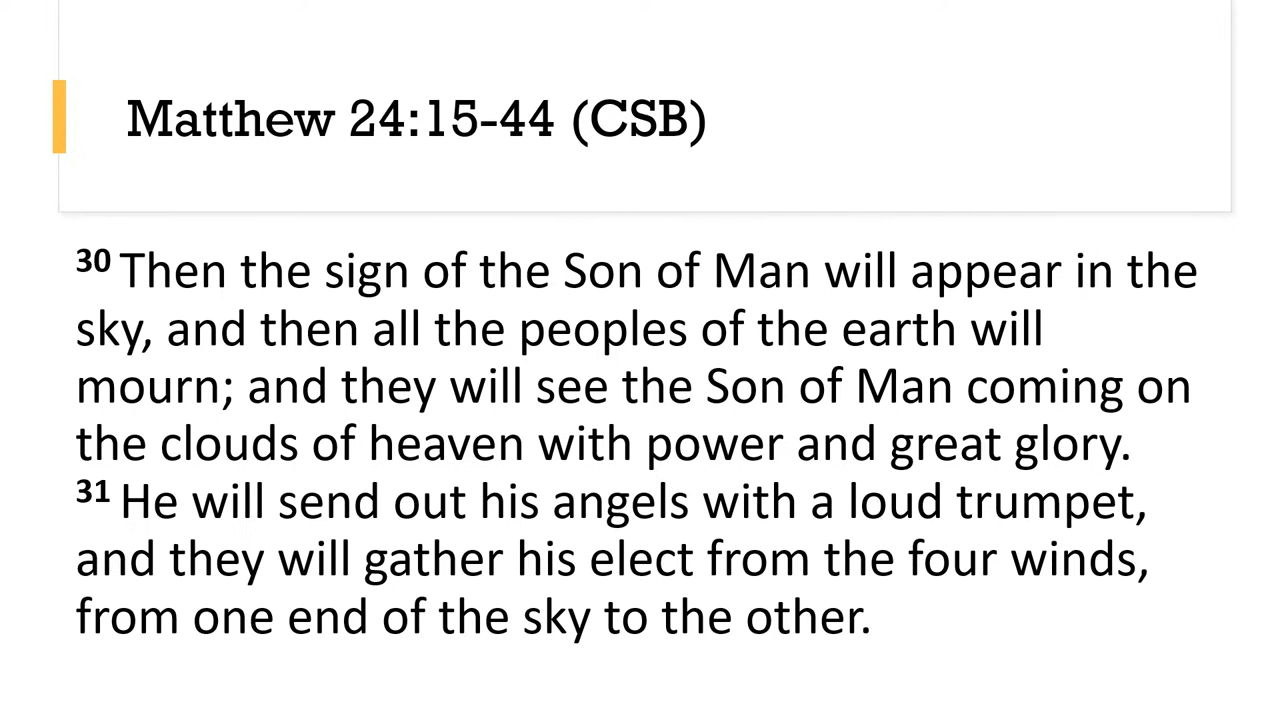 Matthew 24:15-44 (CSB)
30 Then the sign of the Son of Man will appear in the
sky, and then all the peoples of the earth will
mourn; and they will see the Son of Man coming on
the clouds of heaven with power and great glory.
31 He will send out his angels with a loud trumpet,
and they will gather his elect from the four winds,
from one end of the sky to the other.